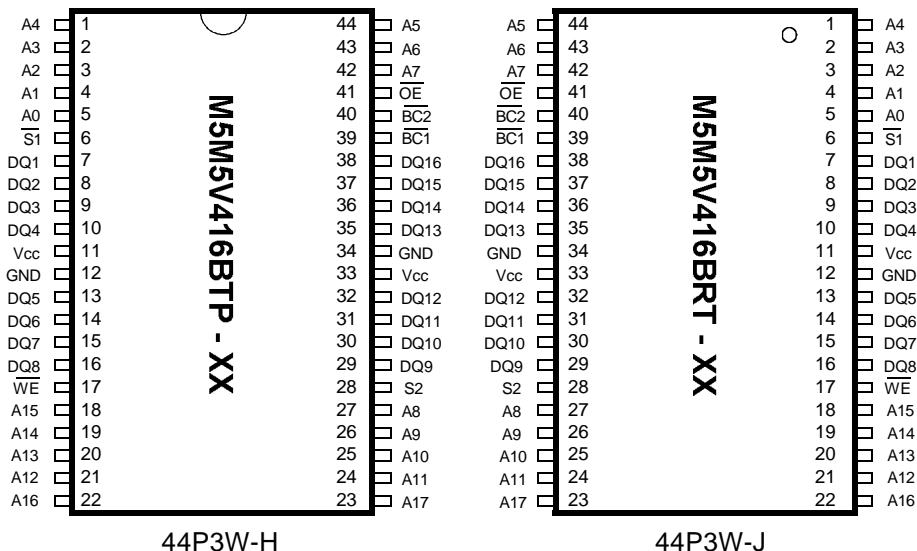 A4 1 44 A5 A5 44 1 A4
A3 2 43 A6 A6 43 2 A3
A2 3 42 A7 A7 42 3 A2
A1 4 41 OE OE 41 4 A1
A0 5 40 BC2 BC2 40 5 A0
S1 6 39 BC1 BC1 39 6 S1
DQ1 7 38 DQ16 DQ16 38 7 DQ1
DQ2 8 37 DQ15 DQ15 37 8 DQ2
DQ3 9 36 DQ14 DQ14 36 9 DQ3
DQ4 10 35 DQ13 DQ13 35 10 DQ4
Vcc 11 34 GND GND 34 11 Vcc
GND 12 33 Vcc Vcc 33 12 GND
DQ5 13 32 DQ12 DQ12 32 13 DQ5
DQ6 14 31 DQ11 DQ11 31 14 DQ6
DQ7 15 30 DQ10 DQ10 30 15 DQ7
DQ8 16 29 DQ9 DQ9 29 16 DQ8
WE 17 28 S2 S2 28 17 WE
A15 18 27 A8 A8 27 18 A15
A14 19 26 A9 A9 26 19 A14
A13 20 25 A10 A10 25 20 A13
A12 21 24 A11 A11 24 21 A12
A16 22 23 A17 A17 23 22 A16
M5M5V416BTP - XX
M5M5V416BRT - XX
44P3W-H 44P3W-J